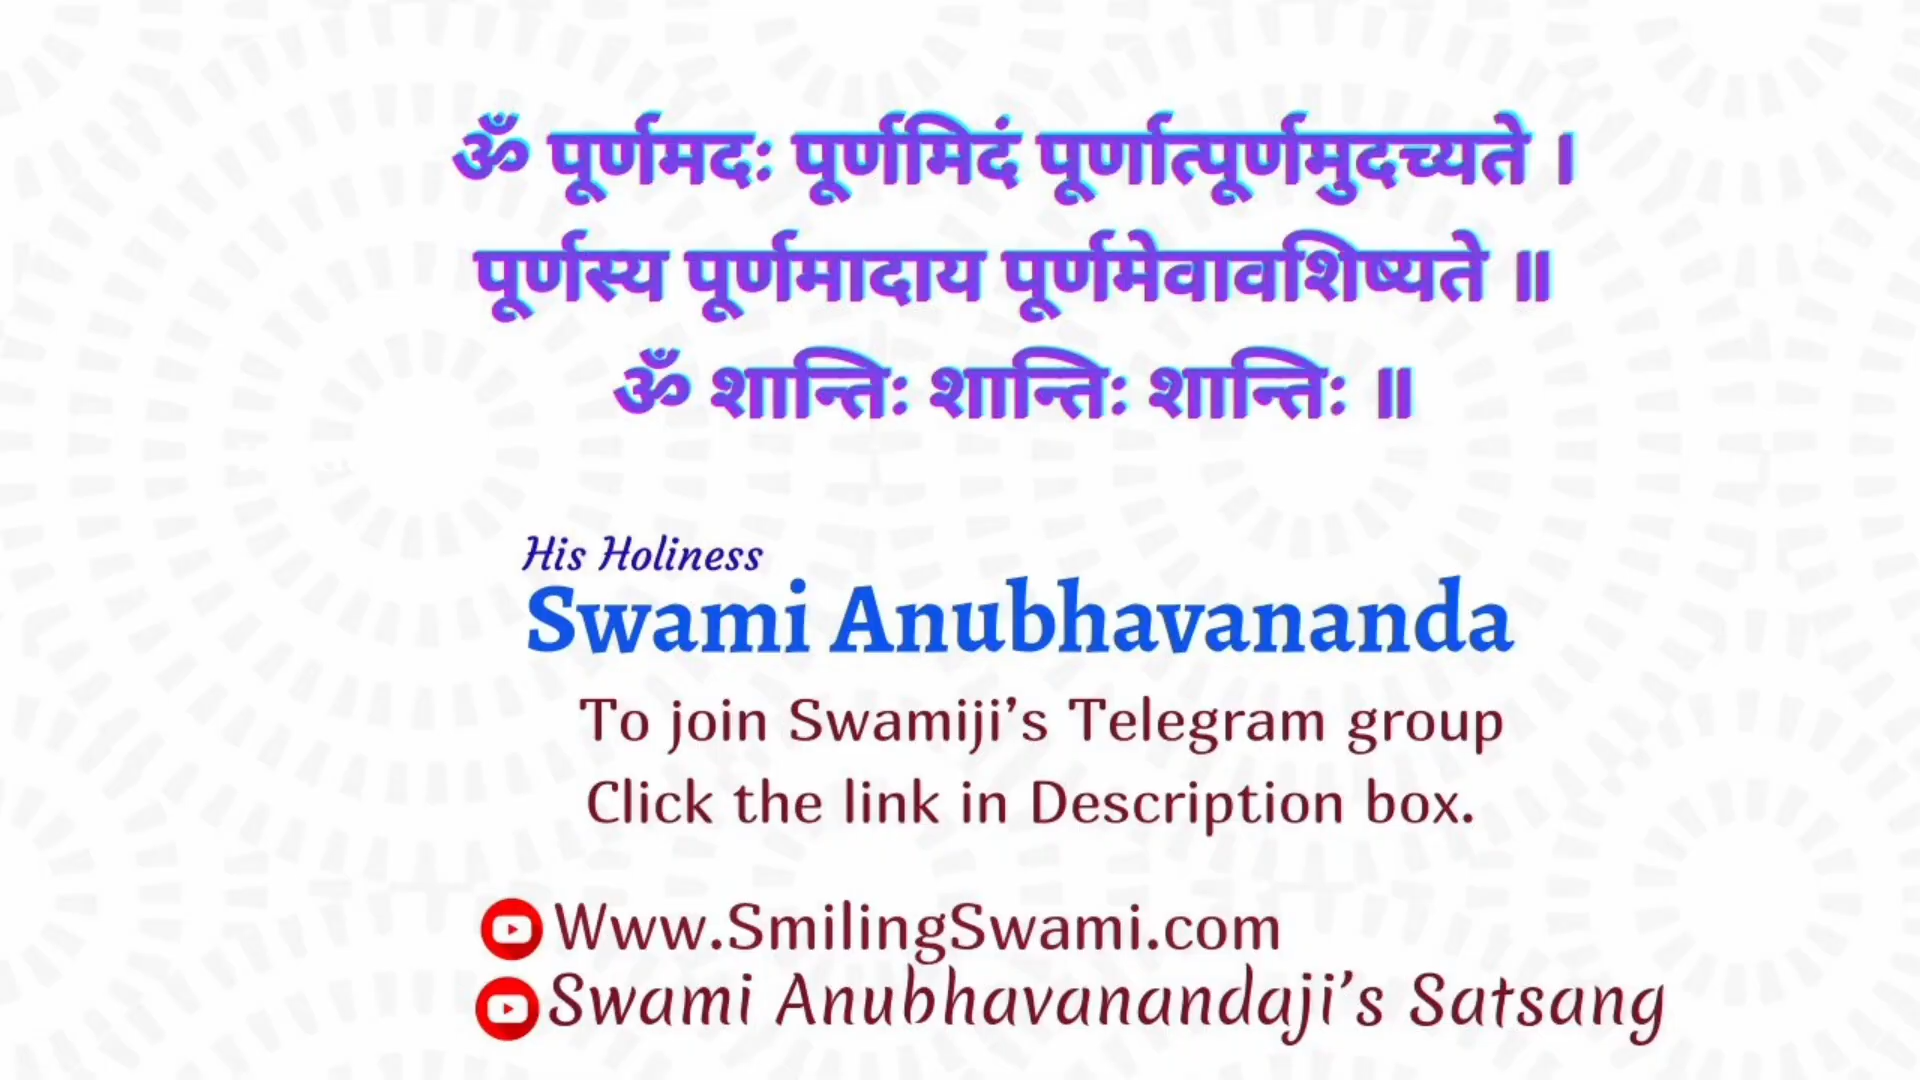 ॐ पूर्णमदः पूर्णमिदं पूर्णात्पूर्णमुदच्यते ।
पूर्णस्य पूर्णमादाय पूर्णमेवावशिष्यते ॥
ॐ शान्तिः शान्तिः शान्तिः ॥
His Holiness
Swami Anubhavananda
To join Swamiji’s Telegram group
Click the link in Description box.
Www.SmilingSwami.com
Swami Anubhavanandaji’s Satsang